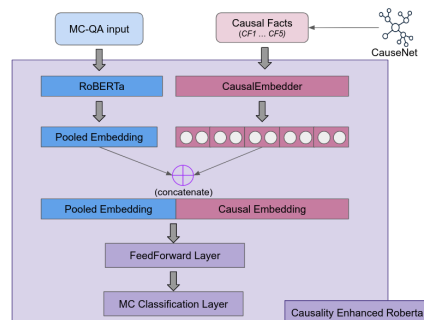 MC-QA input
Causal Facts
(CF1 ... CF5)
CauseNet
RoBERTa
CausalEmbedder
Pooled Embedding
(concatenate)
Pooled Embedding
Causal Embedding
FeedForward Layer
MC Classification Layer
Causality Enhanced Roberta